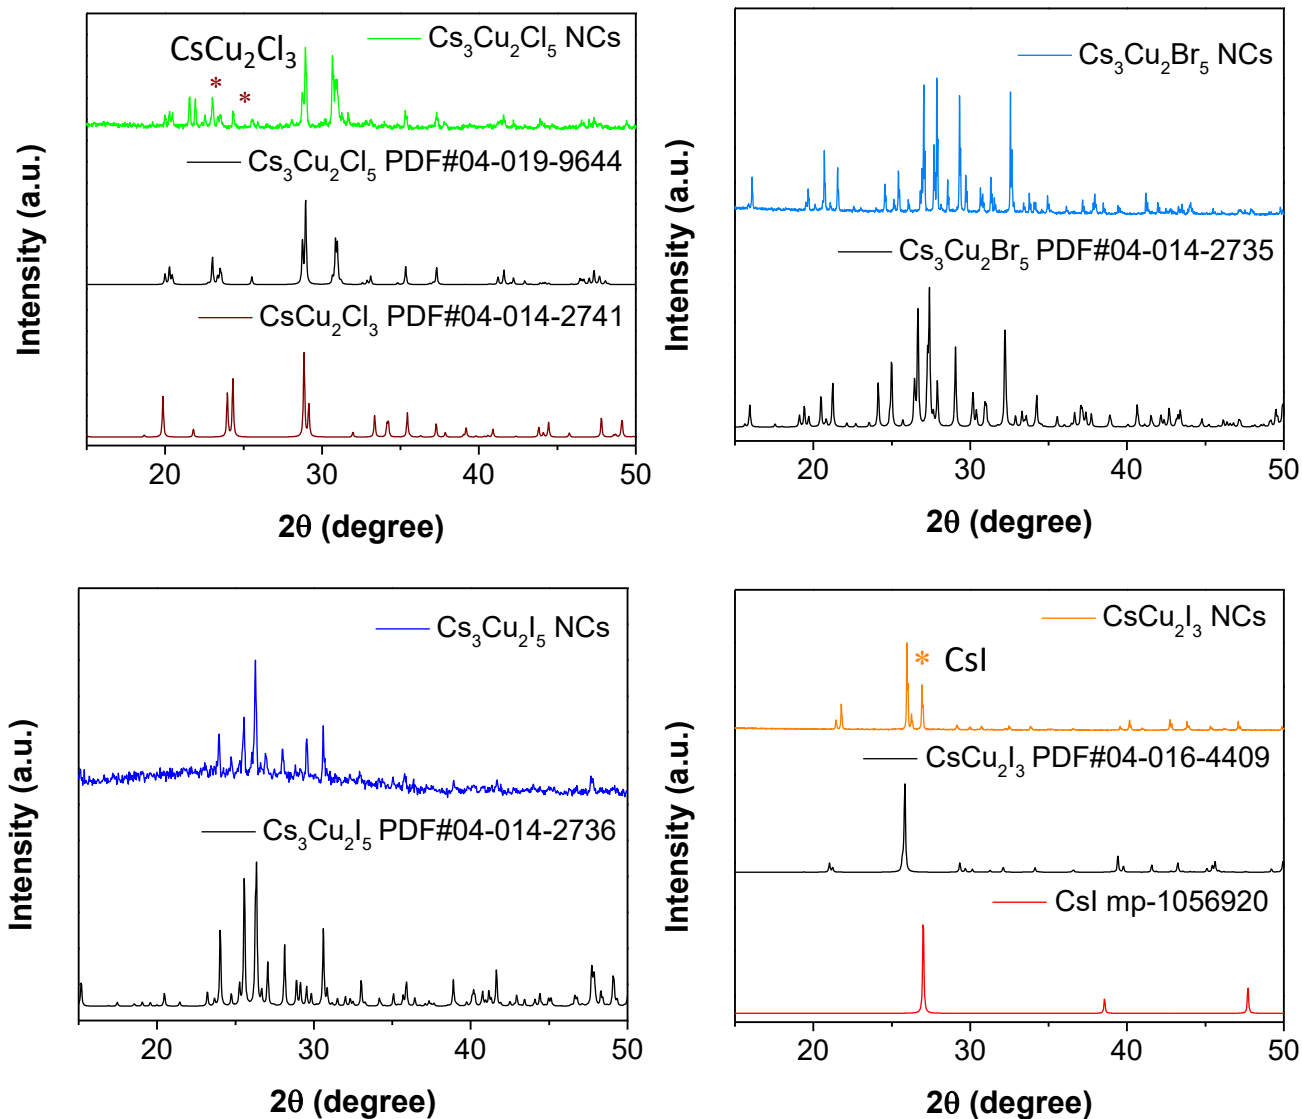 Cs₃Cu₂Cl₅ NCs
CsCu₂Cl₃
* *
Cs₃Cu₂Cl₅ PDF#04-019-9644
CsCu₂Cl₃ PDF#04-014-2741
Intensity (a.u.)
20 30 40 50
2θ (degree)
Cs₃Cu₂Br₅ NCs
Cs₃Cu₂Br₅ PDF#04-014-2735
Intensity (a.u.)
20 30 40 50
2θ (degree)
Cs₃Cu₂I₅ NCs
Cs₃Cu₂I₅ PDF#04-014-2736
Intensity (a.u.)
20 30 40 50
2θ (degree)
CsCu₂I₃ NCs
* CsI
CsCu₂I₃ PDF#04-016-4409
CsI mp-1056920
Intensity (a.u.)
20 30 40 50
2θ (degree)